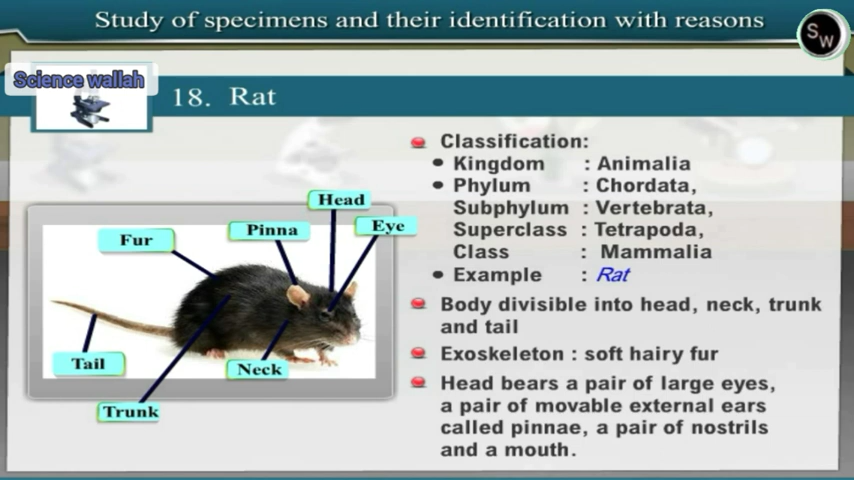 Study of specimens and their identification with reasons
SW
Science wallah
18. Rat
Head
Pinna
Eye
Fur
Tail
Neck
Trunk
Classification:
• Kingdom : Animalia
• Phylum : Chordata,
Subphylum : Vertebrata,
Superclass : Tetrapoda,
Class : Mammalia
• Example : Rat
Body divisible into head, neck, trunk
and tail
Exoskeleton : soft hairy fur
Head bears a pair of large eyes,
a pair of movable external ears
called pinnae, a pair of nostrils
and a mouth.